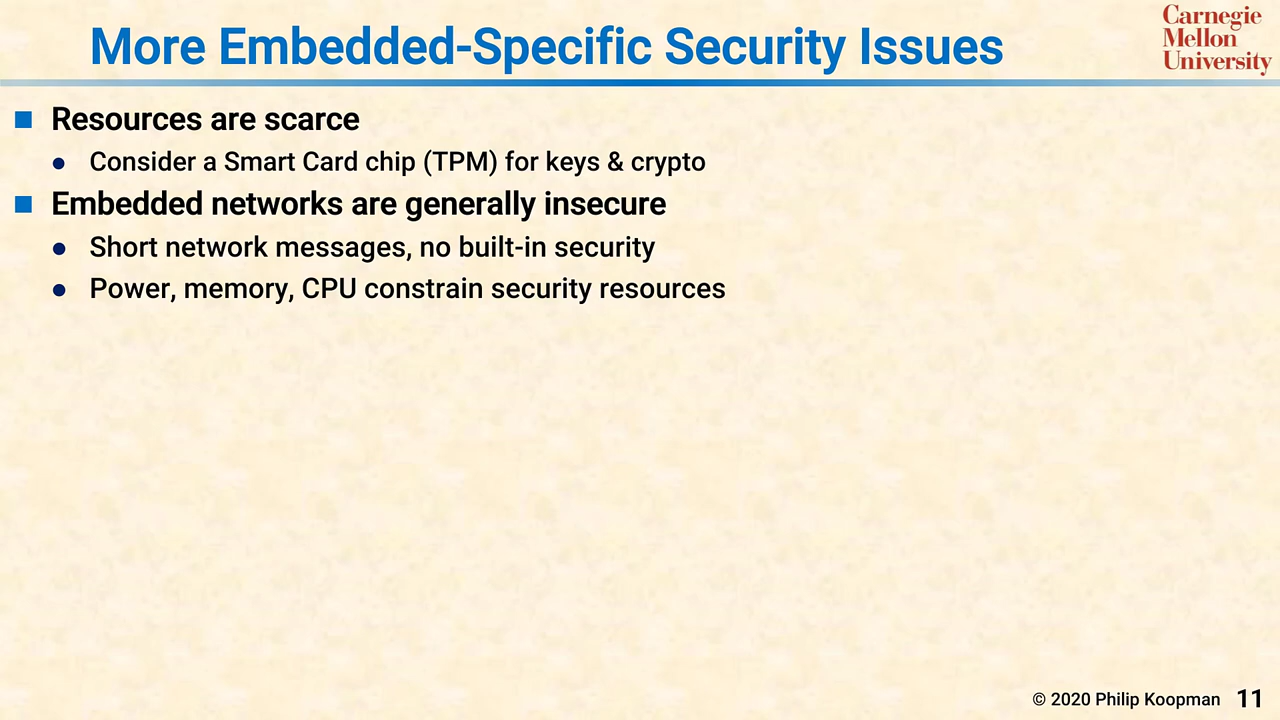 More Embedded-Specific Security Issues
Carnegie
Mellon
University
Resources are scarce
Consider a Smart Card chip (TPM) for keys & crypto
Embedded networks are generally insecure
Short network messages, no built-in security
Power, memory, CPU constrain security resources
© 2020 Philip Koopman 11